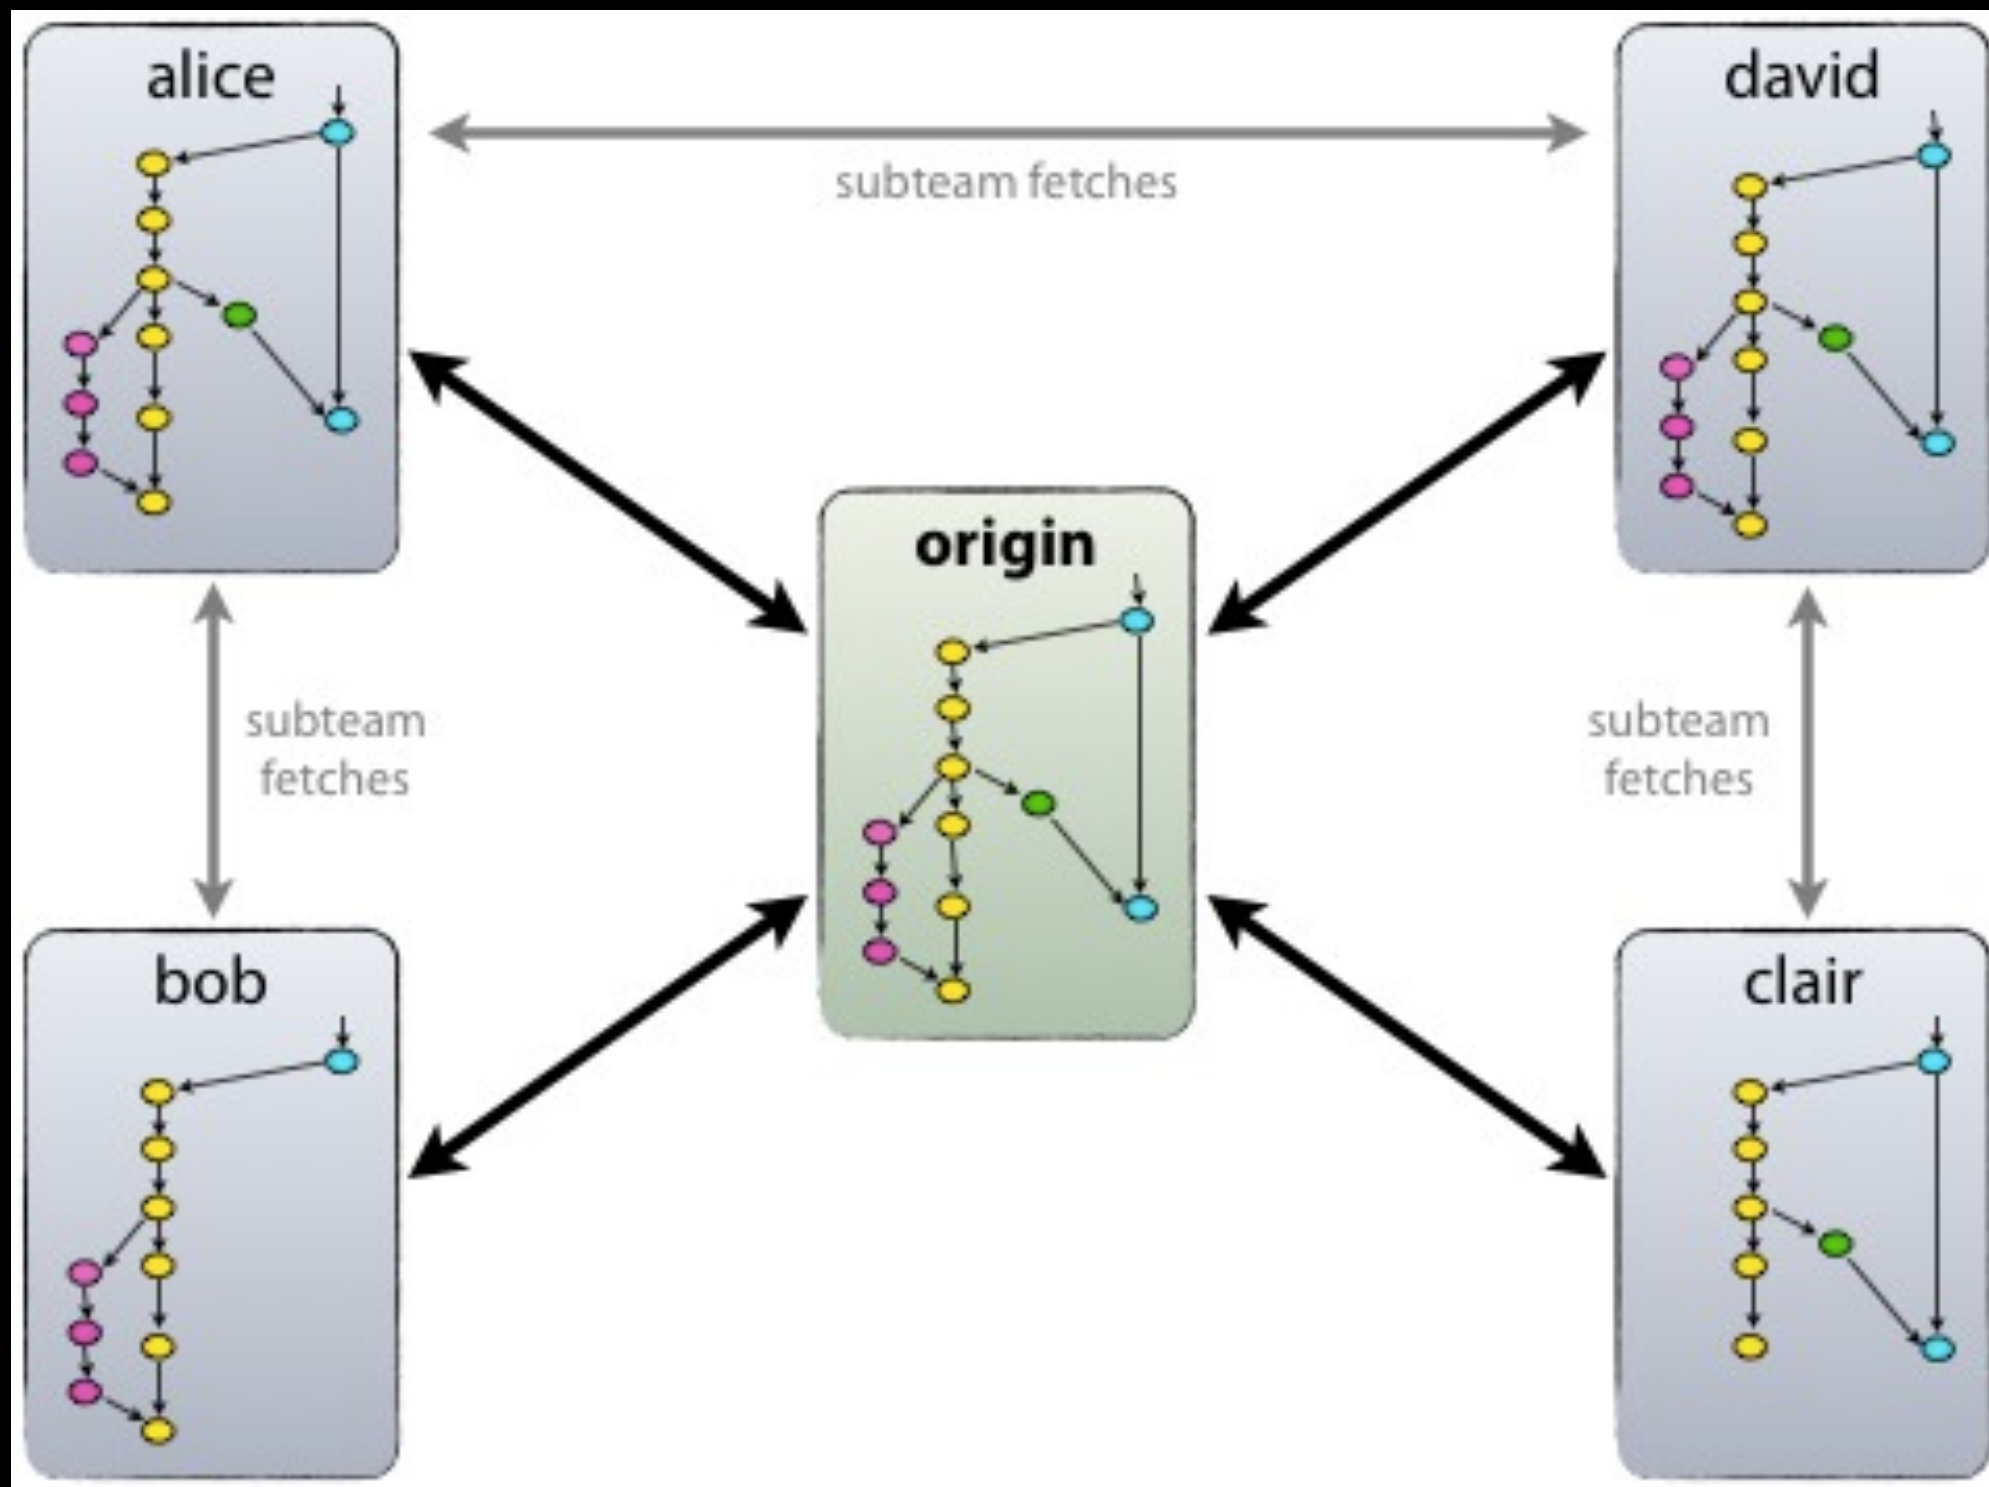 alice
david
subteam fetches
origin
subteam
fetches
subteam
fetches
bob
clair